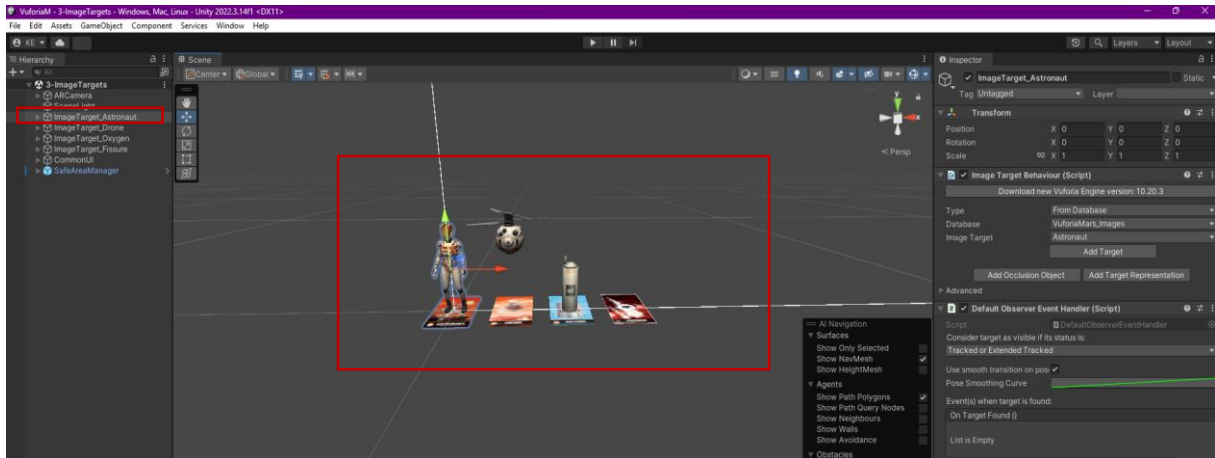 VuforiaM - 3-ImageTargets - Windows, Mac, Linux - Unity 2022.3.14f1 <DX11>
File Edit Assets GameObject Component Services Window Help
KE Layers Layout
Hierarchy
All
3-ImageTargets
ARCamera
SceneLight
ImageTarget_Astronaut
ImageTarget_Drone
ImageTarget_Oxygen
ImageTarget_Fissure
CommonUI
SafeAreaManager
Scene
Center Global 2D
y
x
< Persp
AI Navigation
Surfaces
Show Only Selected
Show NavMesh
Show HeightMesh
Agents
Show Path Polygons
Show Path Query Nodes
Show Neighbours
Show Walls
Show Avoidance
Obstacles
Inspector
ImageTarget_Astronaut Static
Tag Untagged Layer
Transform
Position X 0 Y 0 Z 0
Rotation X 0 Y 0 Z 0
Scale X 1 Y 1 Z 1
Image Target Behaviour (Script)
Download new Vuforia Engine version: 10.20.3
Type From Database
Database VuforiaMars_Images
Image Target Astronaut
Add Target
Add Occlusion Object Add Target Representation
Advanced
Default Observer Event Handler (Script)
Script DefaultObserverEventHandler
Consider target as visible if its status is:
Tracked or Extended Tracked
Use smooth transition on pos
Pose Smoothing Curve
Event(s) when target is found:
On Target Found ()
List is Empty